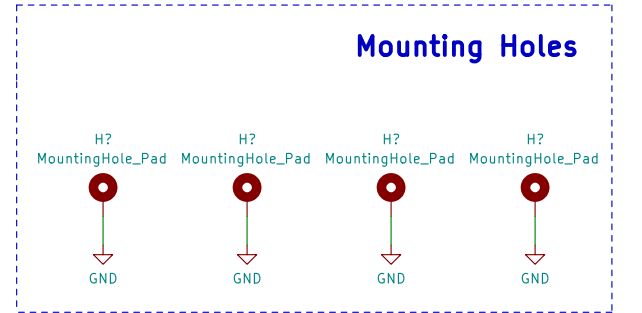 Mounting Holes
H? H? H? H?
MountingHole_Pad MountingHole_Pad MountingHole_Pad MountingHole_Pad
GND GND GND GND